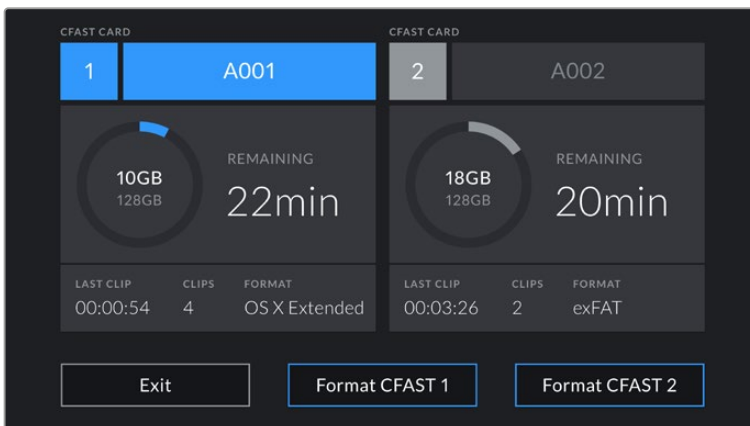 CFAST CARD
1 A001
10GB
128GB
REMAINING
22min
LAST CLIP CLIPS FORMAT
00:00:54 4 OS X Extended
CFAST CARD
2 A002
18GB
128GB
REMAINING
20min
LAST CLIP CLIPS FORMAT
00:03:26 2 exFAT
Exit Format CFAST 1 Format CFAST 2